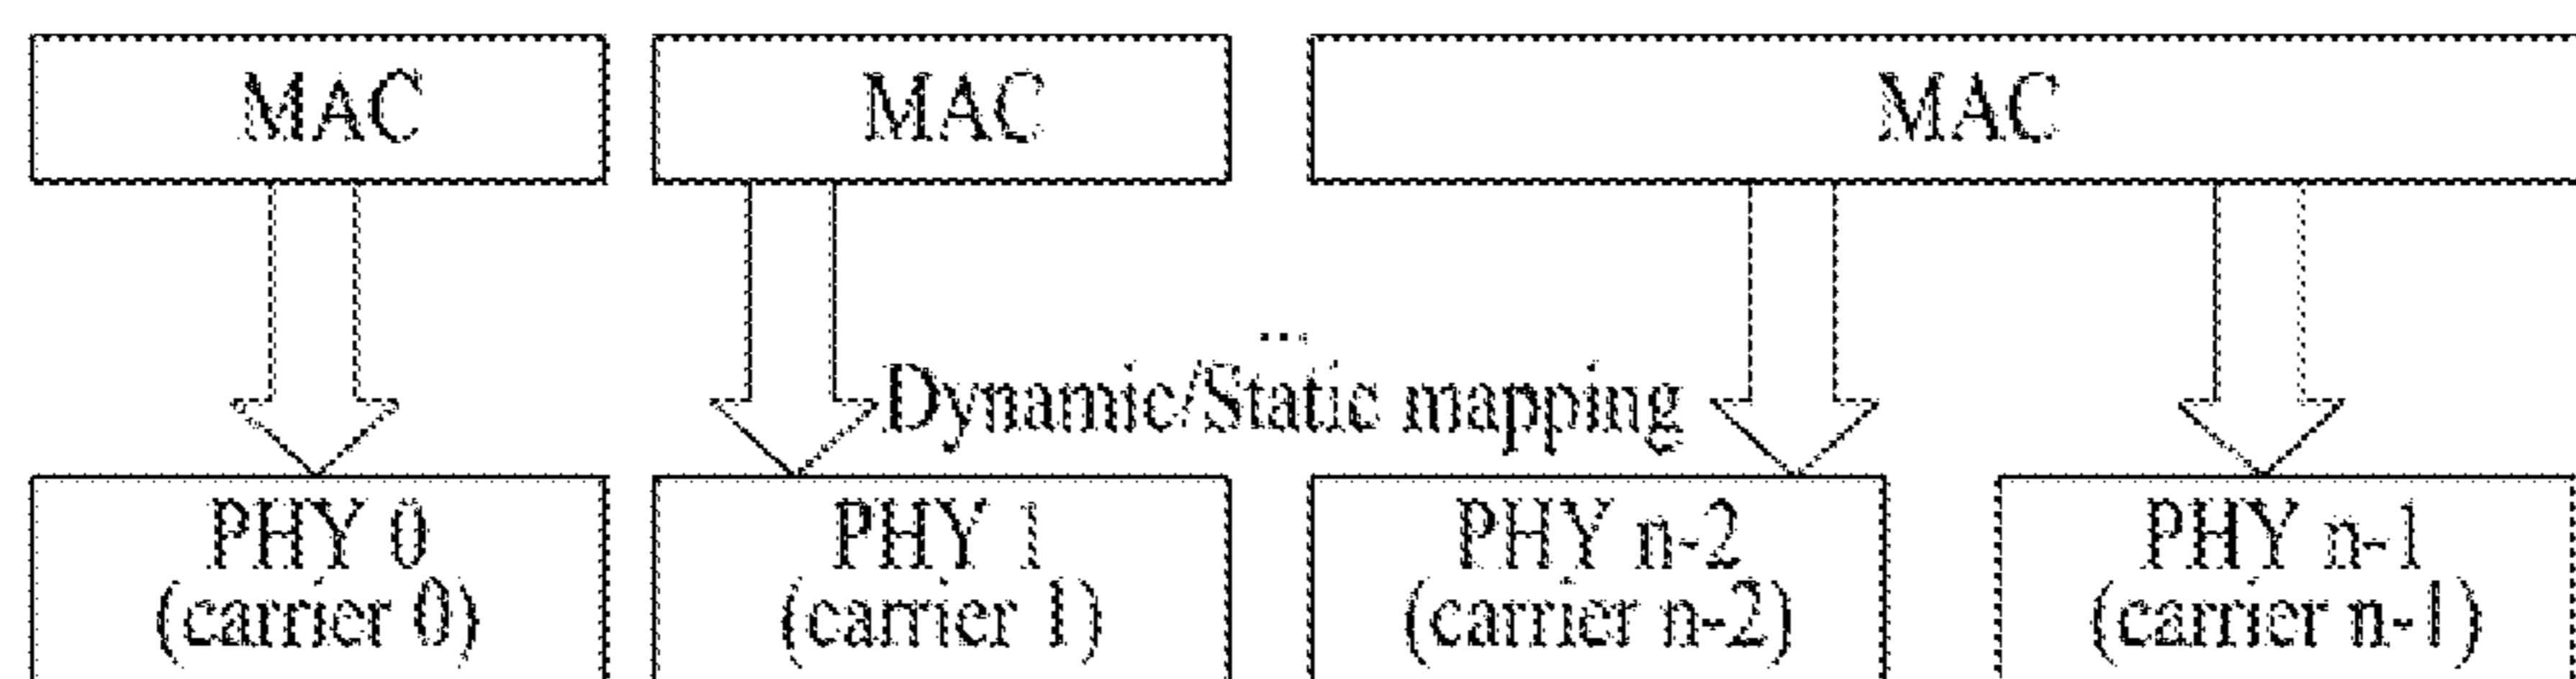 MAC
MAC
MAC
...
Dynamic/Static mapping
PHY 0
(carrier 0)
PHY 1
(carrier 1)
PHY n-2
(carrier n-2)
PHY n-1
(carrier n-1)